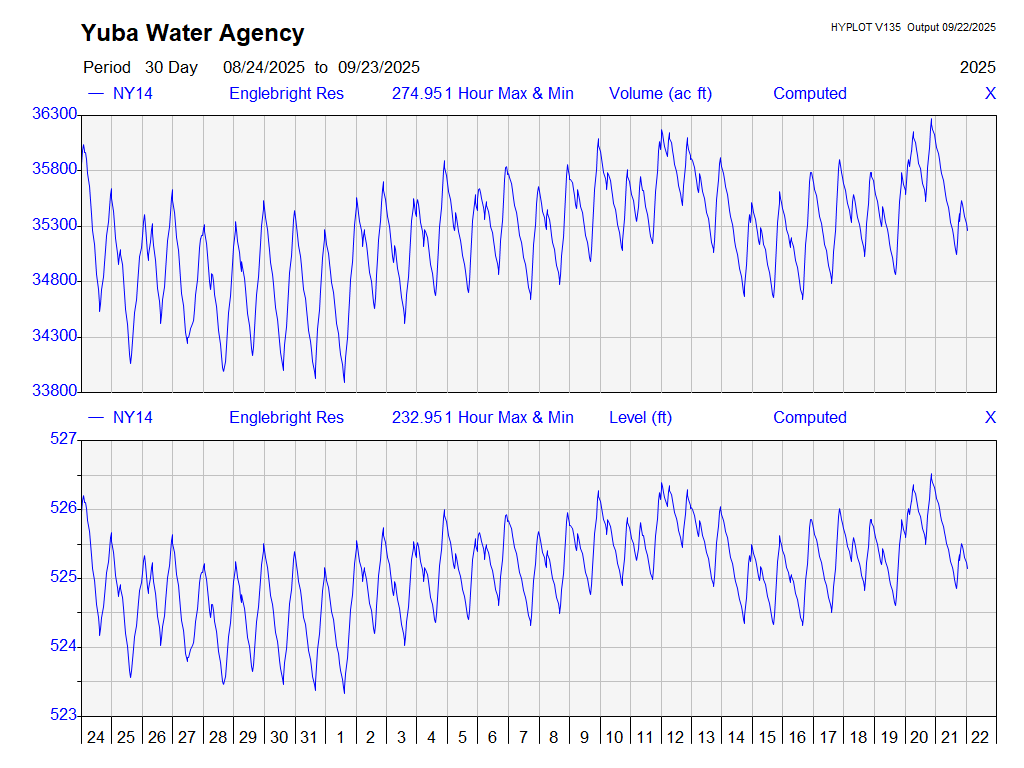 Yuba Water Agency
HYPLOT V135 Output 09/22/2025
Period 30 Day 08/24/2025 to 09/23/2025
2025
— NY14 Englebright Res 274.951 Hour Max & Min Volume (ac ft) Computed X
36300
35800
35300
34800
34300
33800
— NY14 Englebright Res 232.951 Hour Max & Min Level (ft) Computed X
527
526
525
524
523
24 25 26 27 28 29 30 31 1 2 3 4 5 6 7 8 9 10 11 12 13 14 15 16 17 18 19 20 21 22